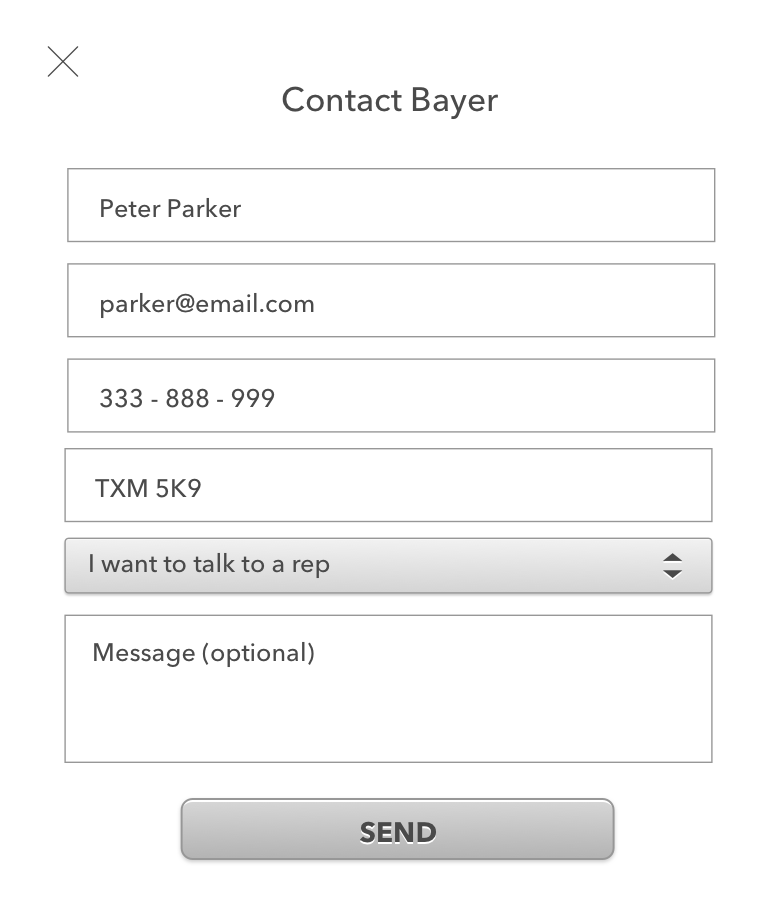 Contact Bayer
Peter Parker
parker@email.com
333 - 888 - 999
TXM 5K9
I want to talk to a rep
Message (optional)
SEND